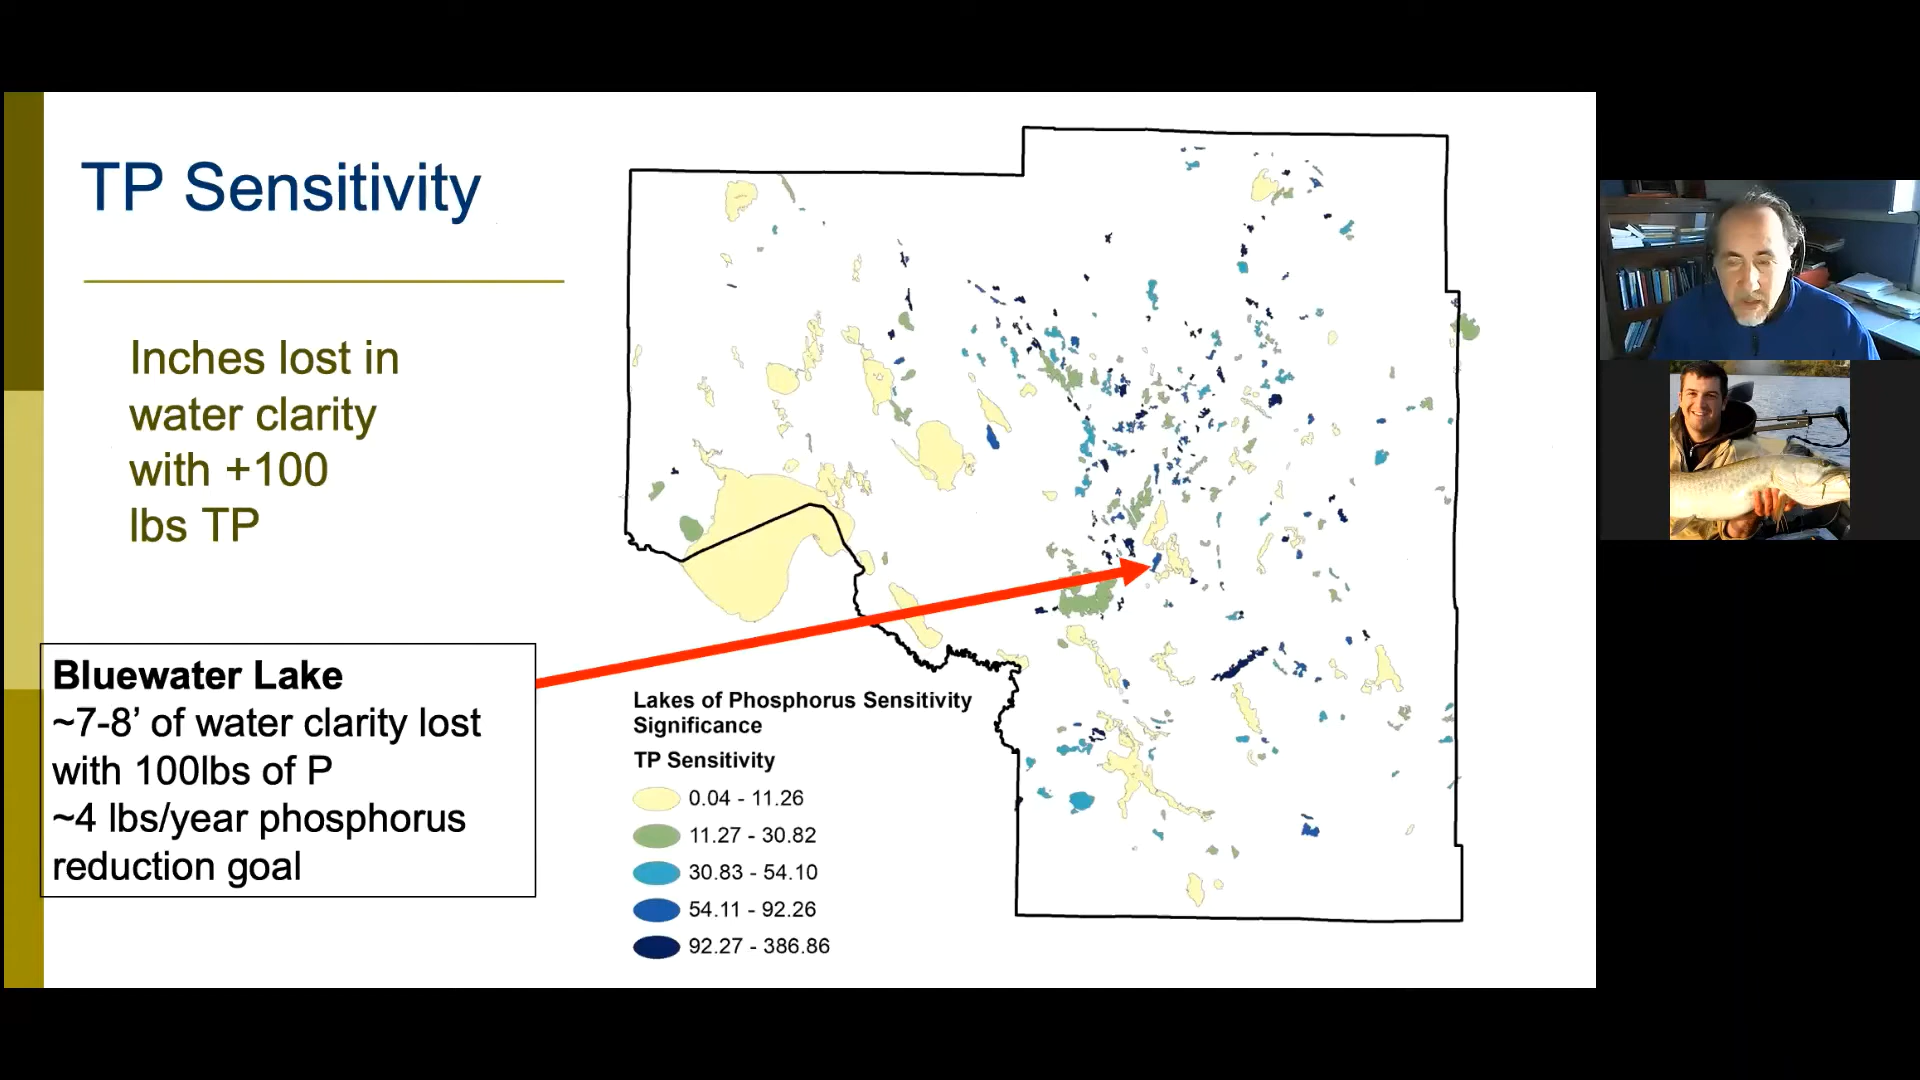 TP Sensitivity
Inches lost in
water clarity
with +100
lbs TP
Bluewater Lake
~7-8’ of water clarity lost
with 100lbs of P
~4 lbs/year phosphorus
reduction goal
Lakes of Phosphorus Sensitivity
Significance
TP Sensitivity
0.04 - 11.26
11.27 - 30.82
30.83 - 54.10
54.11 - 92.26
92.27 - 386.86